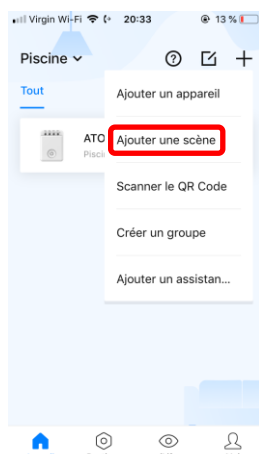 Virgin Wi-Fi 20:33 13 %
Piscine
Tout
Ajouter un appareil
ATO
Ajouter une scène
Pisci
Scanner le QR Code
Créer un groupe
Ajouter un assistan...